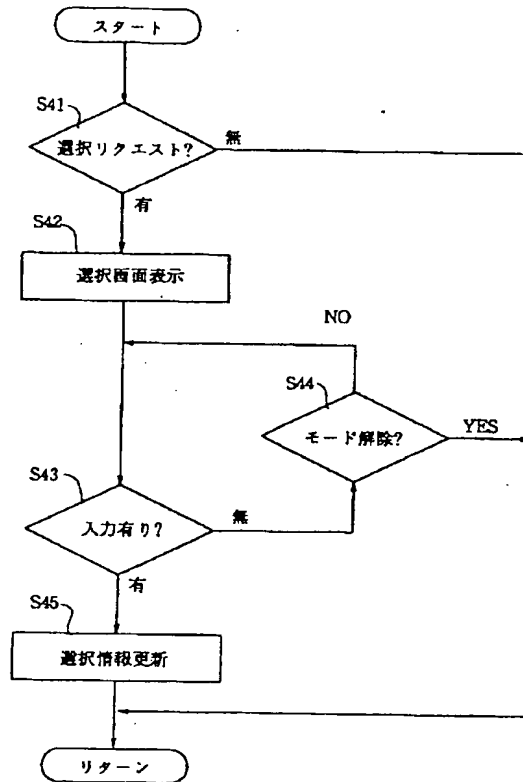 スタート
S41
選択リクエスト?
無
有
S42
選択画面表示
NO
S44
モード解除?
YES
S43
入力有り?
無
有
S45
選択情報更新
リターン